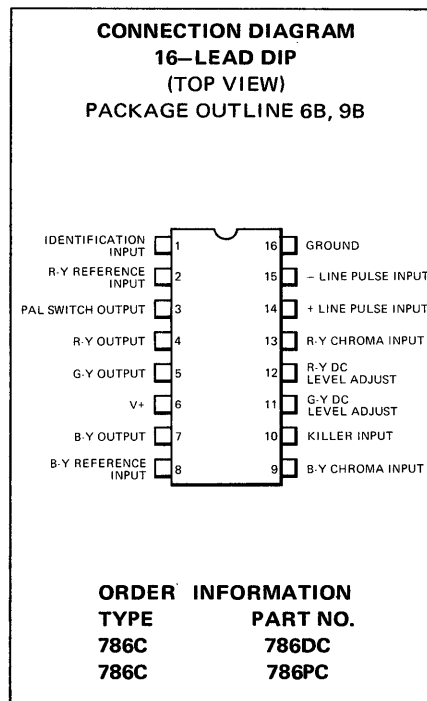 CONNECTION DIAGRAM
16–LEAD DIP
(TOP VIEW)
PACKAGE OUTLINE 6B, 9B
IDENTIFICATION
INPUT
1
16
GROUND
R-Y REFERENCE
INPUT
2
15
– LINE PULSE INPUT
PAL SWITCH OUTPUT
3
14
+ LINE PULSE INPUT
R-Y OUTPUT
4
13
R-Y CHROMA INPUT
G-Y OUTPUT
5
12
R-Y DC
LEVEL ADJUST
V+
6
11
G-Y DC
LEVEL ADJUST
B-Y OUTPUT
7
10
KILLER INPUT
B-Y REFERENCE
INPUT
8
9
B-Y CHROMA INPUT
ORDER INFORMATION
TYPE PART NO.
786C 786DC
786C 786PC